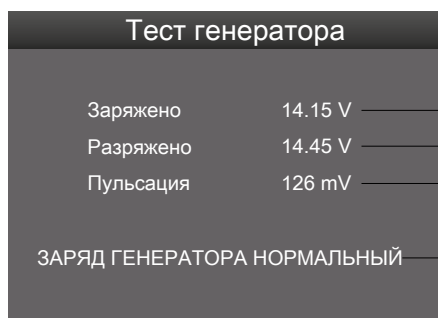 Тест генератора
Заряжено 14.15 V
Разряжено 14.45 V
Пульсация 126 mV
ЗАРЯД ГЕНЕРАТОРА НОРМАЛЬНЫЙ